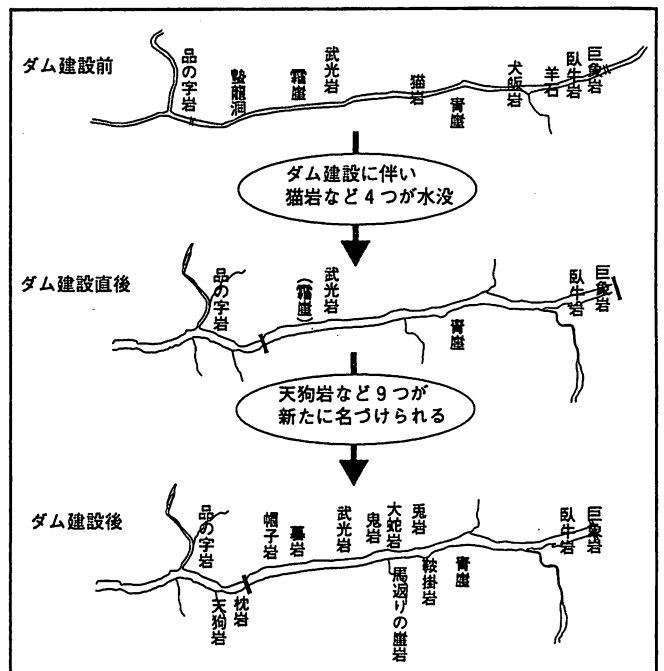 ダム建設前
品の字岩
蟄龍洞
霜崖
武光岩
猫岩
青崖
犬飯岩
羊石
臥牛岩
巨象岩
ダム建設に伴い
猫岩など4つが水没
ダム建設直後
品の字岩
(霜崖)
武光岩
青崖
臥牛岩
巨象岩
天狗岩など9つが
新たに名づけられる
ダム建設後
品の字岩
天狗岩
枕岩
帽子岩
蟇岩
武光岩
鬼岩
大蛇岩
馬返りの崖岩
兎岩
鞍掛岩
青崖
臥牛岩
巨象岩